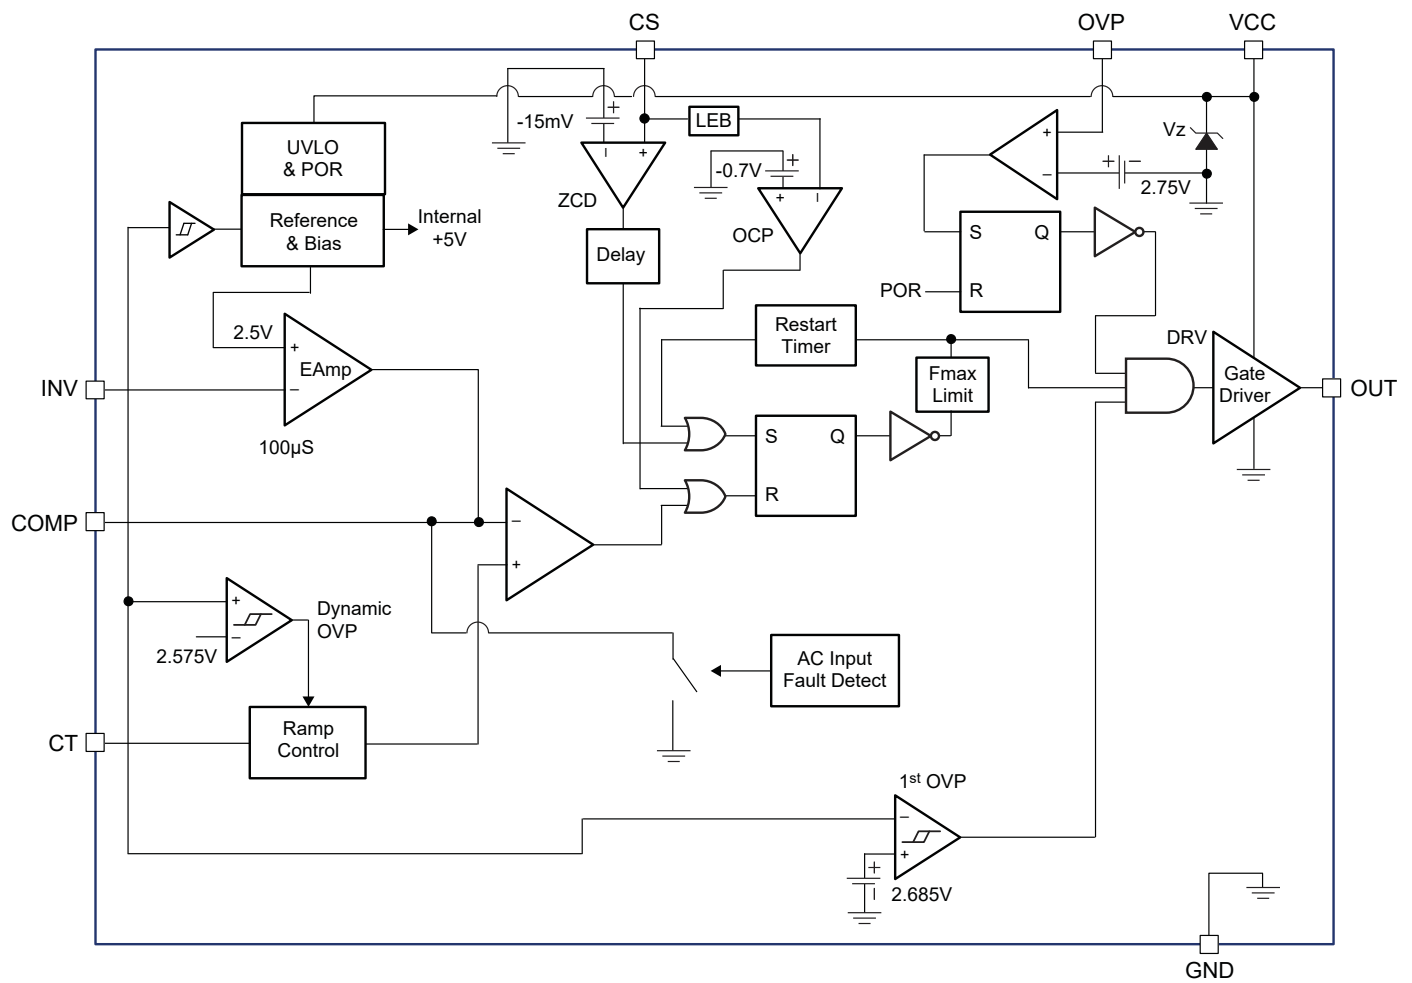 CS
OVP
VCC
+
-15mV
LEB
Vz
UVLO
& POR
− +
+
-0.7V
+
−
+ −
2.75V
ZCD
+ −
Reference
& Bias
Internal
+5V
OCP
S Q
Delay
POR
R
2.5V
Restart
Timer
DRV
+
EAmp
−
INV
Fmax
Limit
Gate
Driver
OUT
100µS
S Q
R
COMP
−
+
+
−
Dynamic
OVP
2.575V
AC Input
Fault Detect
CT
Ramp
Control
1st OVP
−
+
+
−
2.685V
GND